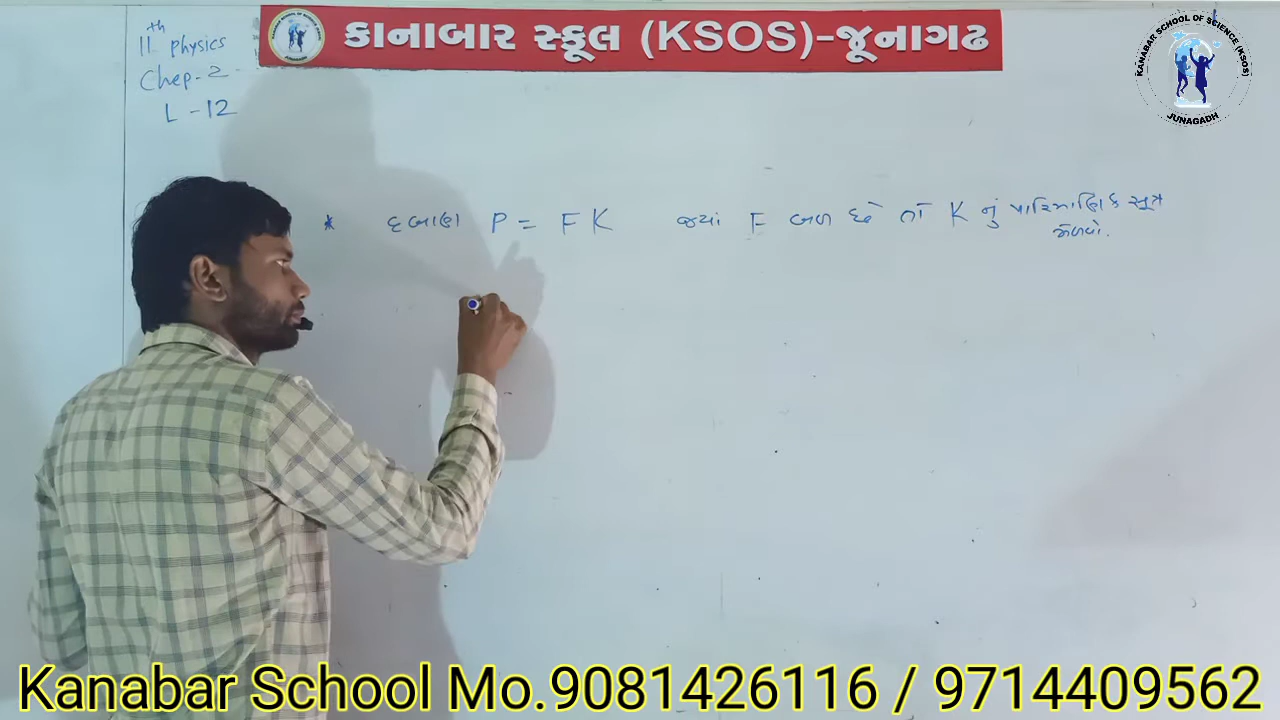 કાનાબાર સ્કૂલ (KSOS)-જૂનાગઢ
KANABAR SCHOOL OF SCIENCE (KSOS)
JUNAGADH
11th physics
Chep-2
L-12
* દબાણ P = FK જ્યાં F બળ હોય તો K નું પારિમાણિક સૂત્ર
મેળવો.
Kanabar School Mo.9081426116 / 9714409562